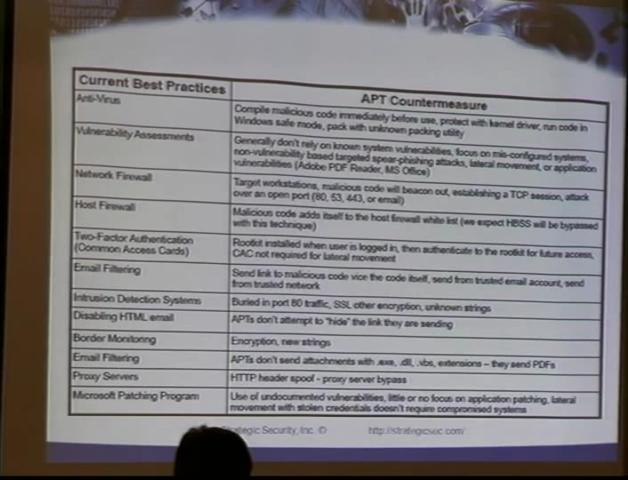 Current Best Practices
APT Countermeasure
Anti-Virus
Compile malicious code immediately before use, protect with kernel driver, run code in
Windows safe mode, pack with unknown packing utility
Vulnerability Assessments
Generally don't rely on known system vulnerabilities, focus on mis-configured systems,
non-vulnerability based targeted spear-phishing attacks, lateral movement, or application
vulnerabilities (Adobe PDF Reader, MS Office)
Network Firewall
Target workstations, malicious code will beacon out, establishing a TCP session, attack
over an open port (80, 53, 443, or email)
Host Firewall
Malicious code adds itself to the host firewall white list (we expect HBSS will be bypassed
with this technique)
Two-Factor Authentication
(Common Access Cards)
Rootkit installed when user is logged in, then authenticate to the rootkit for future access,
CAC not required for lateral movement
Email Filtering
Send link to malicious code vice the code itself, send from trusted email account, send
from trusted network
Intrusion Detection Systems
Buried in port 80 traffic, SSL other encryption, unknown strings
Disabling HTML email
APTs don't attempt to "hide" the link they are sending
Border Monitoring
Encryption, new strings
Email Filtering
APTs don't send attachments with .exe, .dll, .vbs, extensions – they send PDFs
Proxy Servers
HTTP header spoof - proxy server bypass
Microsoft Patching Program
Use of undocumented vulnerabilities, little or no focus on application patching, lateral
movement with stolen credentials doesn't require compromised systems
Strategic Security, Inc. ©
http://strategicsec.com/